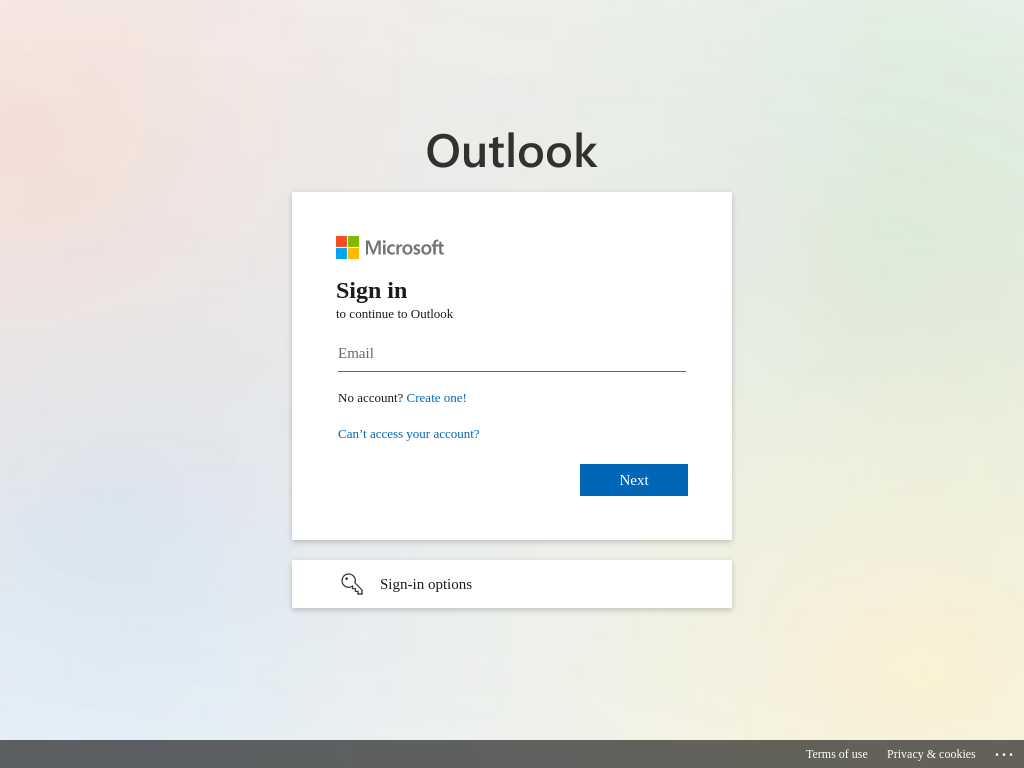 Outlook
Microsoft
Sign in
to continue to Outlook
Email
No account? Create one!
Can’t access your account?
Next
Sign-in options
Terms of use Privacy & cookies ...